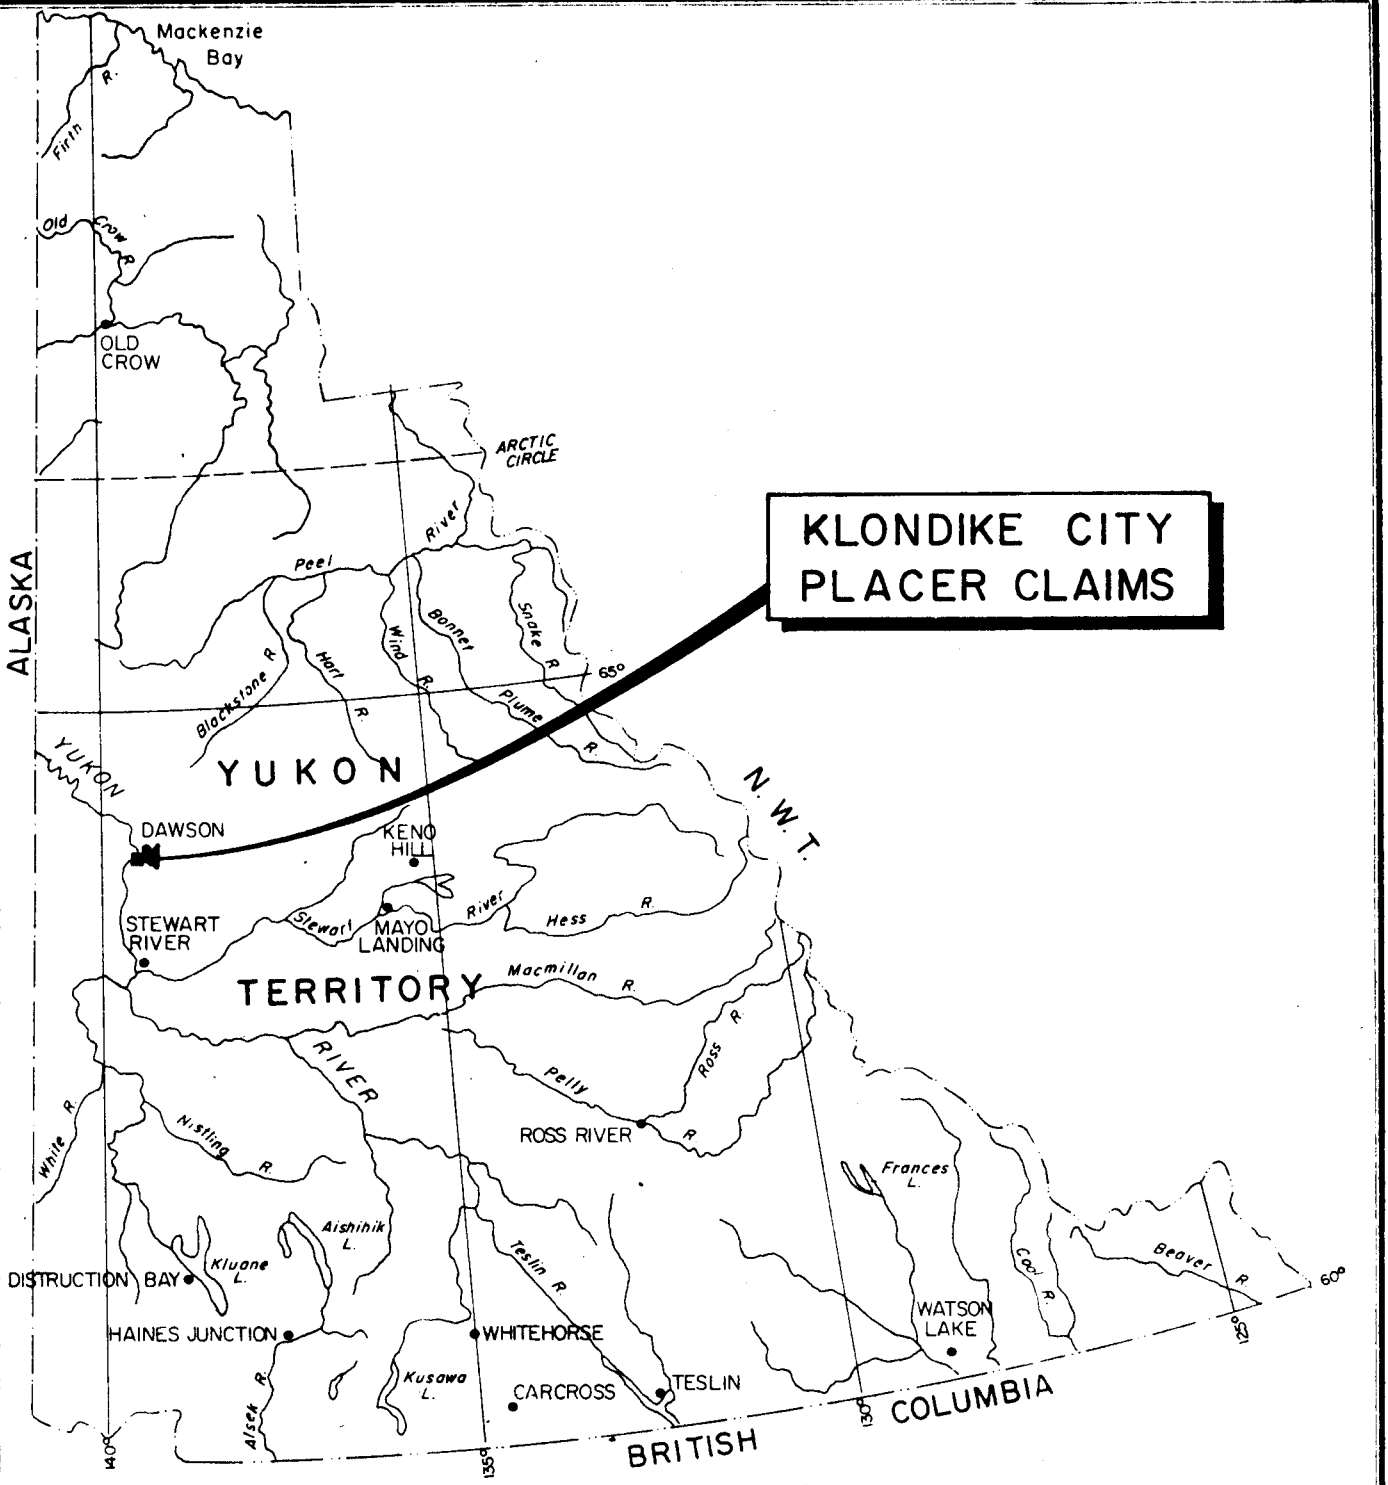 Mackenzie
Bay
Firth R.
Old Crow R.
OLD
CROW
ARCTIC
CIRCLE
KLONDIKE CITY
PLACER CLAIMS
ALASKA
Peel River
Blackstone R
Hart R.
Wind R.
Bonnet Plume R.
Snake R
65°
YUKON
YUKON
N.W.T.
DAWSON
KENO
HILL
STEWART
RIVER
Stewart River
MAYO
LANDING
Hess R.
TERRITORY
Macmillan R.
RIVER
Pelly R
Ross R.
ROSS RIVER
White R.
Nistling R.
Frances
L.
Aishihik
L.
Kluane
L.
DISTRUCTION BAY
Teslin R.
Coal R.
Beaver R.
60°
HAINES JUNCTION
WHITEHORSE
WATSON
LAKE
125°
Kusawa
L.
CARCROSS
TESLIN
Alsek R.
130°
BRITISH COLUMBIA
140°
135°